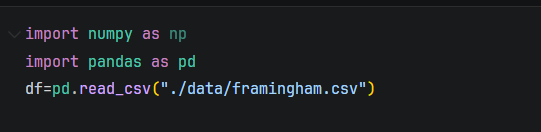 import numpy as np
import pandas as pd
df=pd.read_csv("./data/framingham.csv")